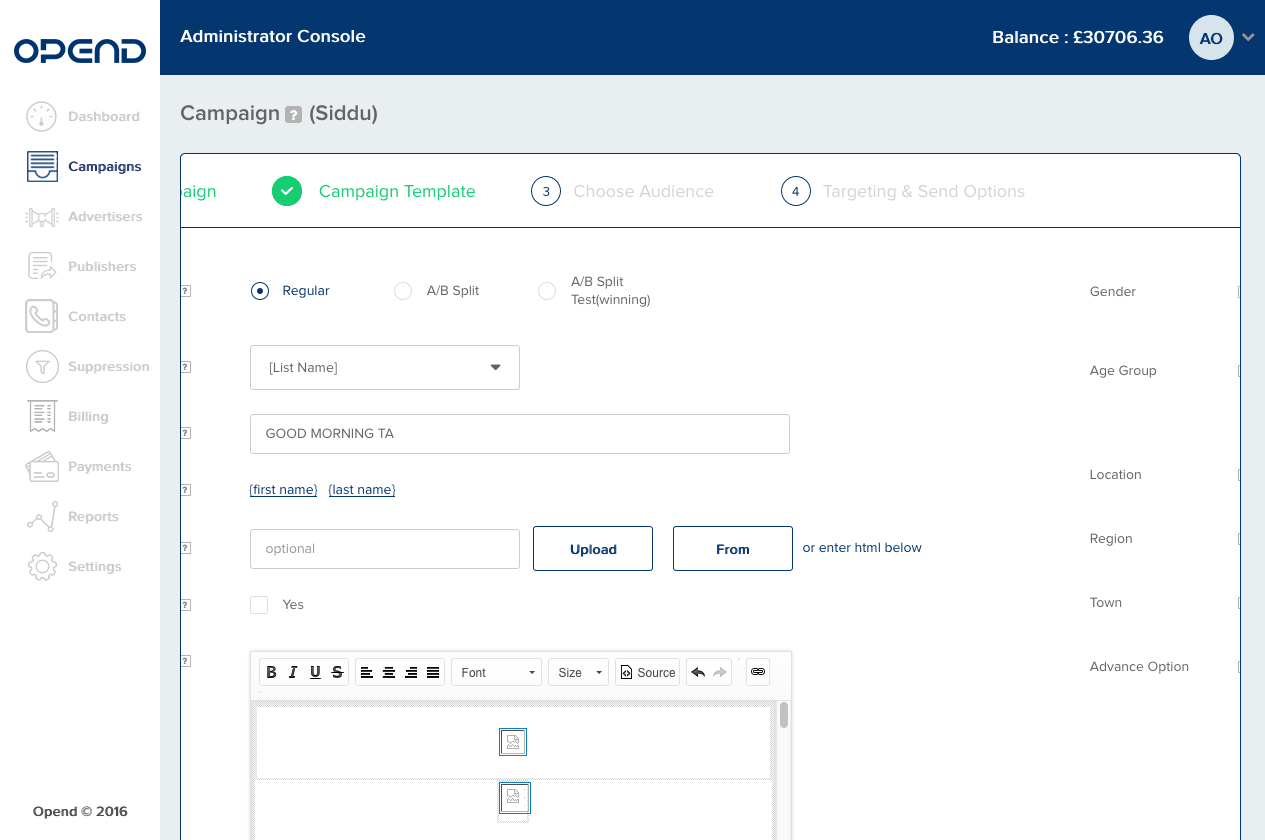 OPEND
Administrator Console
Balance : £30706.36
AO
Dashboard
Campaigns
Advertisers
Publishers
Contacts
Suppression
Billing
Payments
Reports
Settings
Opend © 2016
Campaign ? (Siddu)
paign
Campaign Template
3 Choose Audience
4 Targeting & Send Options
? Regular
A/B Split
A/B Split
Test(winning)
Gender
? [List Name]
Age Group
? GOOD MORNING TA
Location
? {first name} {last name}
Region
? optional
Upload
From
or enter html below
? Yes
Town
?
Advance Option
B I U S
Font
Size
Source